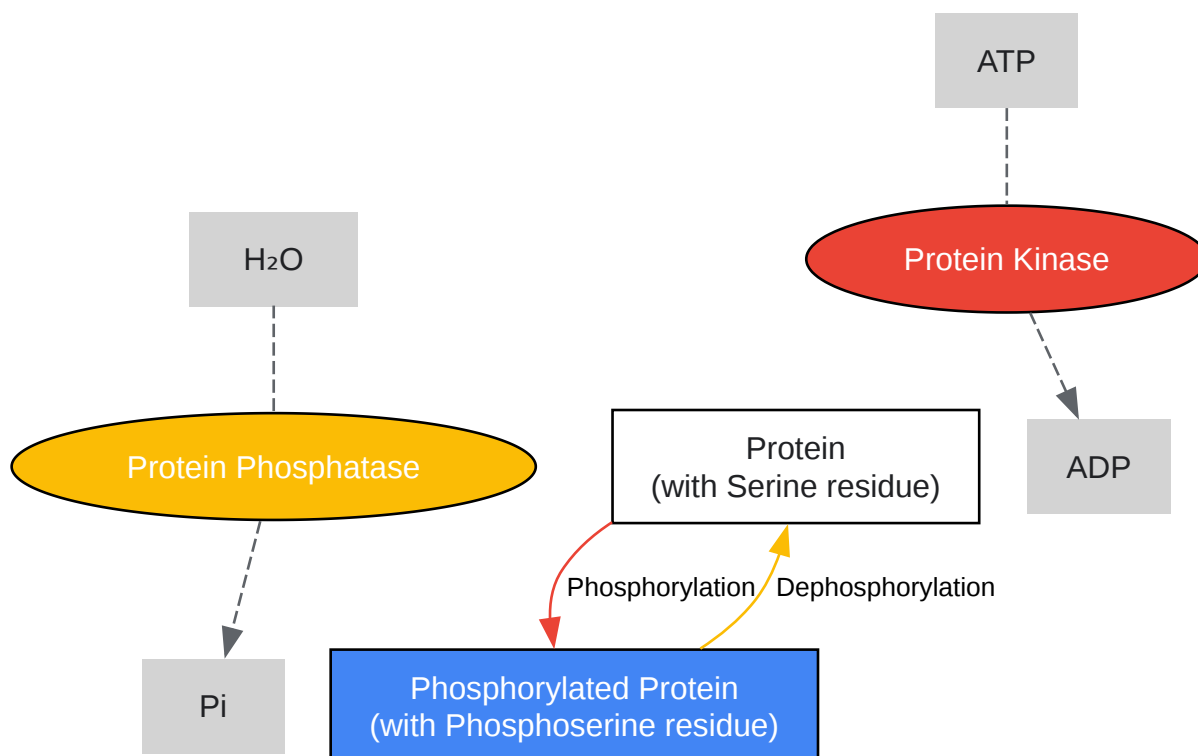 ATP
H₂O
Protein Kinase
Protein Phosphatase
Protein
(with Serine residue)
ADP
Phosphorylation
Dephosphorylation
Pi
Phosphorylated Protein
(with Phosphoserine residue)